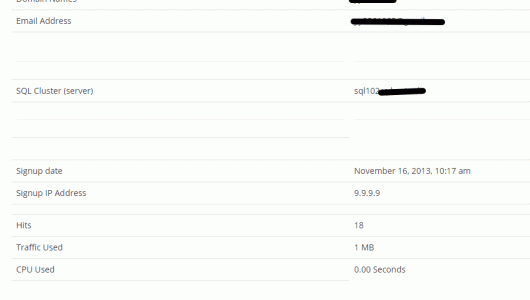 Domain Names
Email Address
SQL Cluster (server) sql102
Signup date November 16, 2013, 10:17 am
Signup IP Address 9.9.9.9
Hits 18
Traffic Used 1 MB
CPU Used 0.00 Seconds